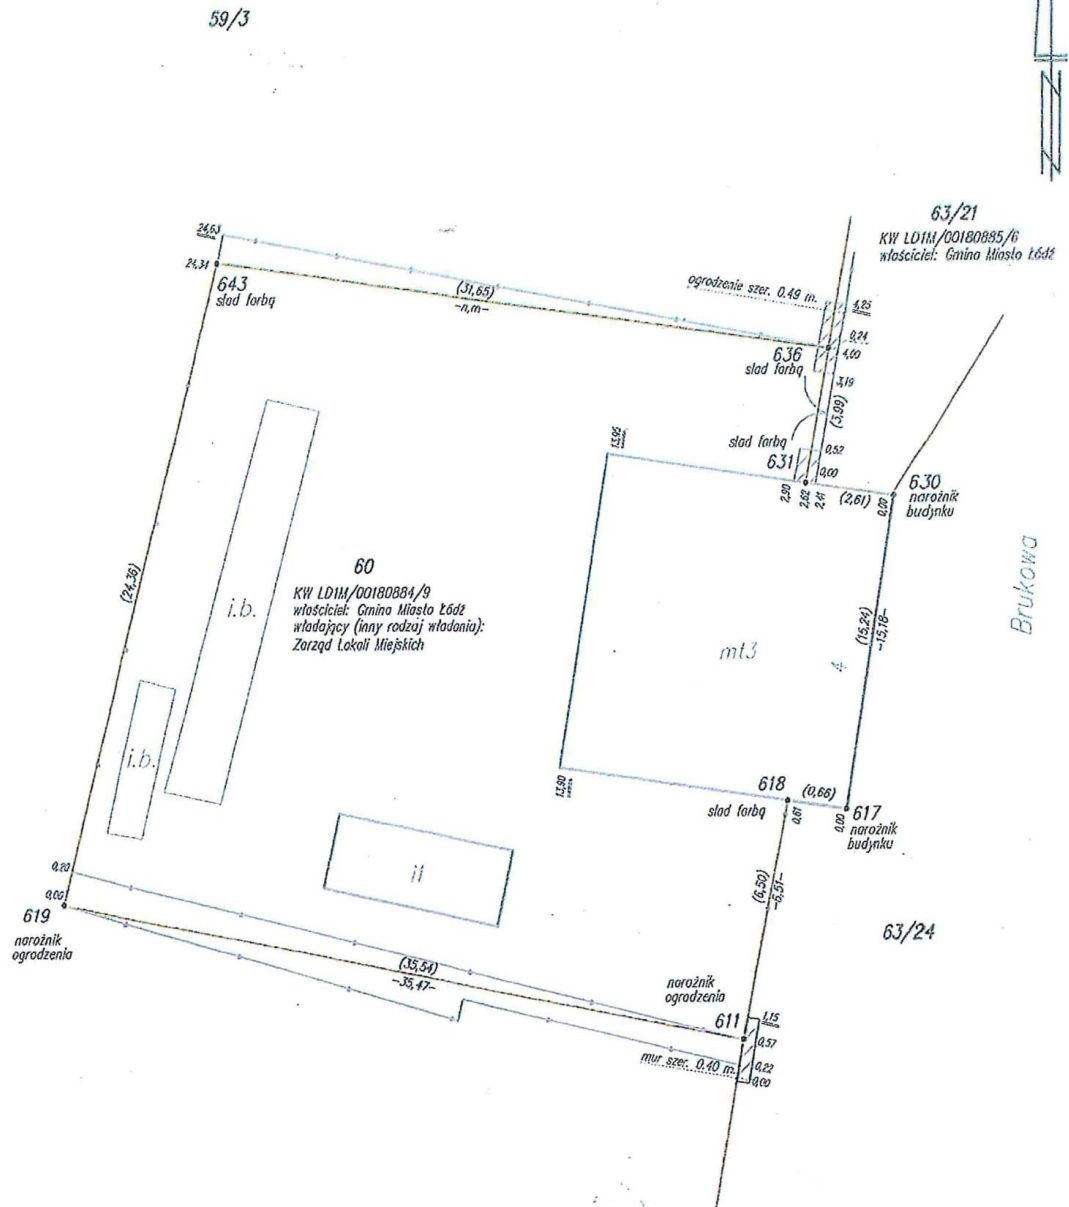 59/3
63/21
KW LD1M/00180885/6
właściciel: Gmina Miasto Łódź
24,63
24,31
643
ślad farbą
(31,65)
-n,m-
ogrodzenie szer. 0.49 m.
4,25
0,24
4,00
636
ślad farbą
3,19
(3,99)
ślad farbą
0,52
631
0,00
13,95
2,90
2,62
2,41
(2,61)
0,00
630
narożnik
budynku
Brukowa
(24,36)
60
KW LD1M/00180884/9
właściciel: Gmina Miasto Łódź
władający (inny rodzaj władania):
Zarząd Lokali Miejskich
i.b.
mt3
4
(15,24)
-15,18-
i.b.
13,90
618
(0,66)
ślad farbą
0,61
0,00
617
narożnik
budynku
i1
0,20
0,00
619
narożnik
ogrodzenia
(6,50)
-6,51-
63/24
(35,54)
-35,47-
narożnik
ogrodzenia
611
1,15
0,57
mur szer. 0.40 m.
0,22
0,00